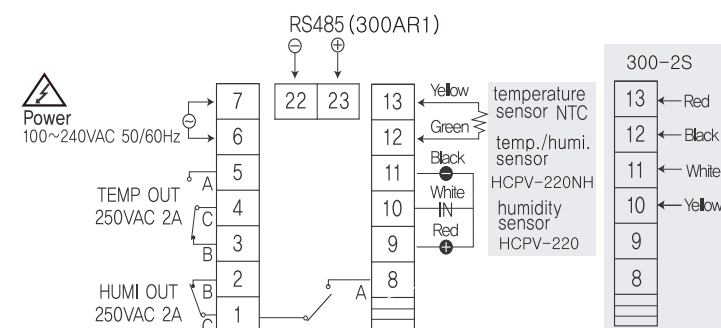 RS485 (300AR1)
⊖ ⊕
Power
100~240VAC 50/60Hz
7
6
5
4
3
2
1
TEMP OUT
250VAC 2A
A
C
B
HUMI OUT
250VAC 2A
B
C
22 23
13
12
11
10
9
8
A
Yellow
Green
Black
White
IN
Red
temperature
sensor NTC
temp./humi.
sensor
HCPV-220NH
humidity
sensor
HCPV-220
300-2S
13 Red
12 Black
11 White
10 Yellow
9
8